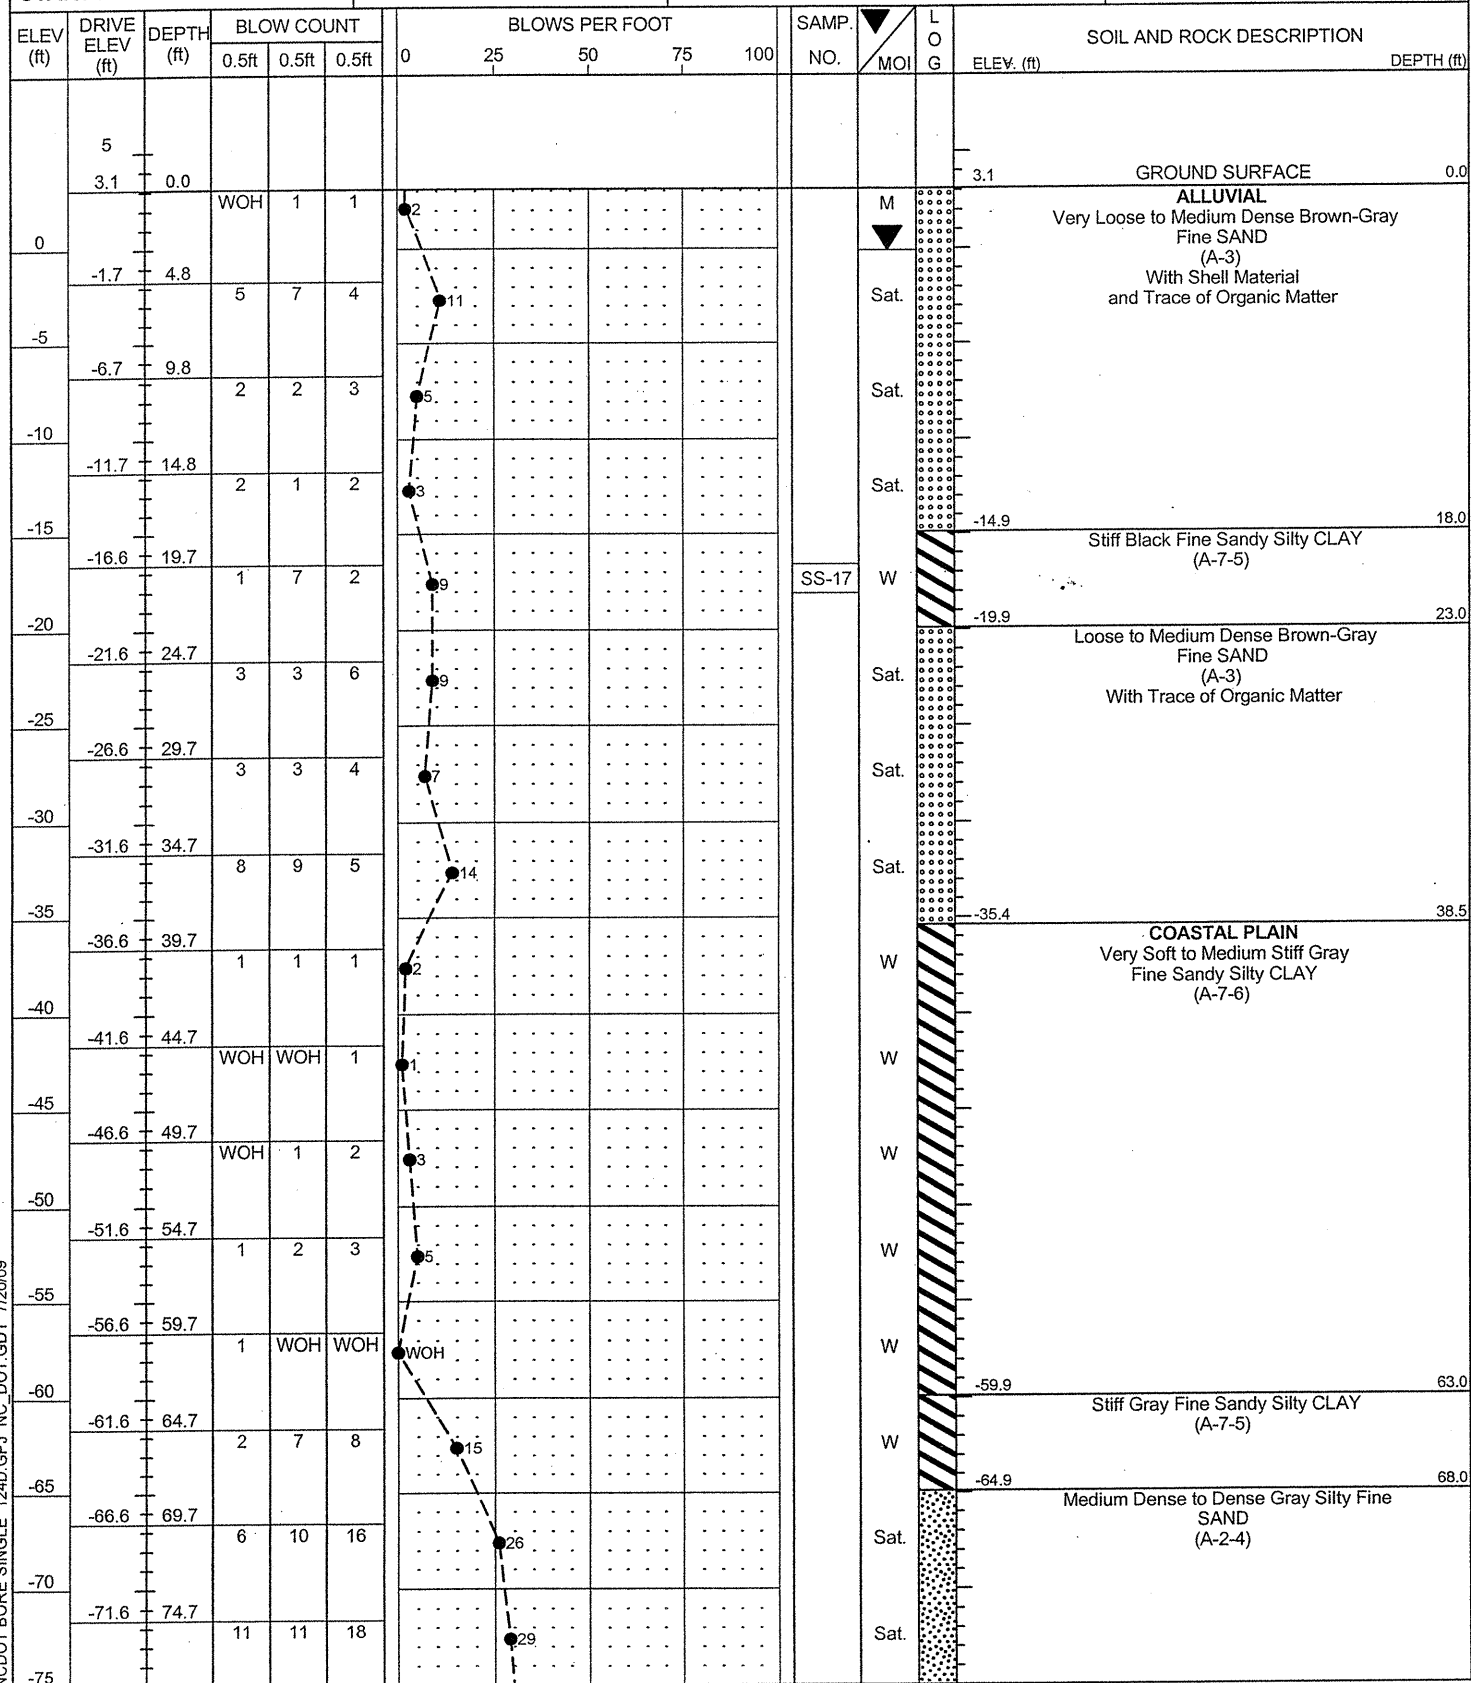 ELEV (ft) DRIVE ELEV (ft) DEPTH (ft) BLOW COUNT BLOWS PER FOOT SAMP. NO. MOI L O G SOIL AND ROCK DESCRIPTION
0.5ft 0.5ft 0.5ft 0 25 50 75 100 ELEV. (ft) DEPTH (ft)
5
3.1 0.0 3.1 GROUND SURFACE 0.0
WOH 1 1 2 M ALLUVIAL
Very Loose to Medium Dense Brown-Gray
Fine SAND
0 (A-3)
-1.7 4.8 With Shell Material
5 7 4 11 Sat. and Trace of Organic Matter
-5
-6.7 9.8
2 2 3 5 Sat.
-10
-11.7 14.8
2 1 2 3 Sat.
-15 -14.9 18.0
-16.6 19.7 Stiff Black Fine Sandy Silty CLAY
(A-7-5)
1 7 2 9 SS-17 W
-20 -19.9 23.0
-21.6 24.7 Loose to Medium Dense Brown-Gray
Fine SAND
3 3 6 9 Sat. (A-3)
With Trace of Organic Matter
-25
-26.6 29.7
3 3 4 7 Sat.
-30
-31.6 34.7
8 9 5 14 Sat.
-35 -35.4 38.5
-36.6 39.7 COASTAL PLAIN
Very Soft to Medium Stiff Gray
1 1 1 2 W Fine Sandy Silty CLAY
(A-7-6)
-40
-41.6 44.7
WOH WOH 1 1 W
-45
-46.6 49.7
WOH 1 2 3 W
-50
-51.6 54.7
1 2 3 5 W
-55
-56.6 59.7
1 WOH WOH WOH W
-60 -59.9 63.0
-61.6 64.7 Stiff Gray Fine Sandy Silty CLAY
(A-7-5)
2 7 8 15 W
-65 -64.9 68.0
-66.6 69.7 Medium Dense to Dense Gray Silty Fine
SAND
6 10 16 26 Sat. (A-2-4)
-70
-71.6 74.7
11 11 18 29 Sat.
-75
NCDOT BORE SINGLE 124D.GPJ NC_DOT.GDT 7/20/09